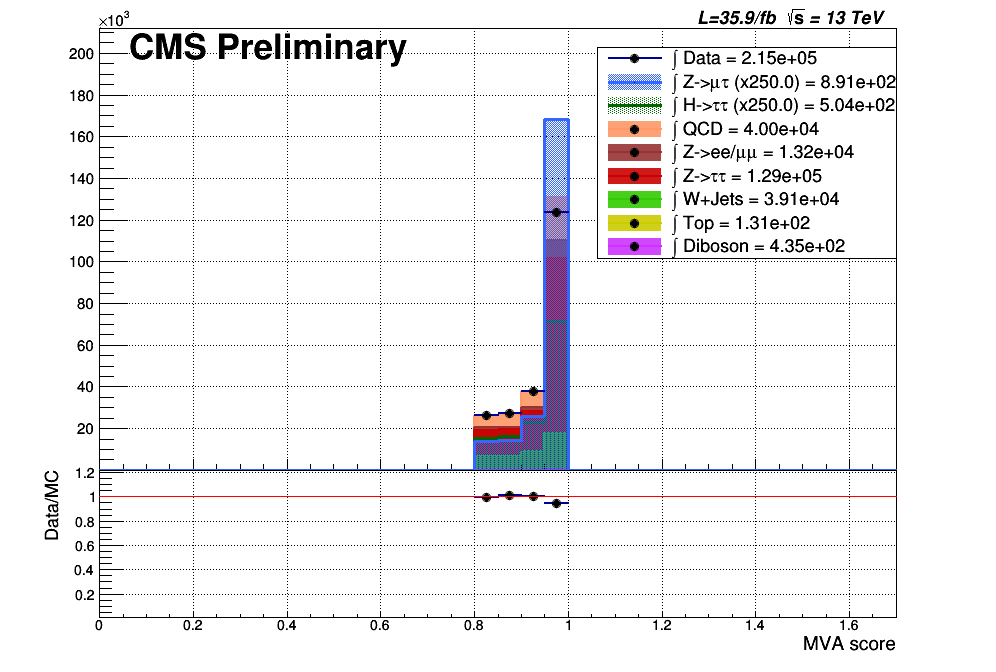 ×10³
L=35.9/fb √s = 13 TeV
CMS Preliminary
200
180
160
140
120
100
80
60
40
20
∫ Data = 2.15e+05
∫ Z->μτ (x250.0) = 8.91e+02
∫ H->ττ (x250.0) = 5.04e+02
∫ QCD = 4.00e+04
∫ Z->ee/μμ = 1.32e+04
∫ Z->ττ = 1.29e+05
∫ W+Jets = 3.91e+04
∫ Top = 1.31e+02
∫ Diboson = 4.35e+02
Data/MC
1.2
1
0.8
0.6
0.4
0.2
0 0.2 0.4 0.6 0.8 1 1.2 1.4 1.6
MVA score